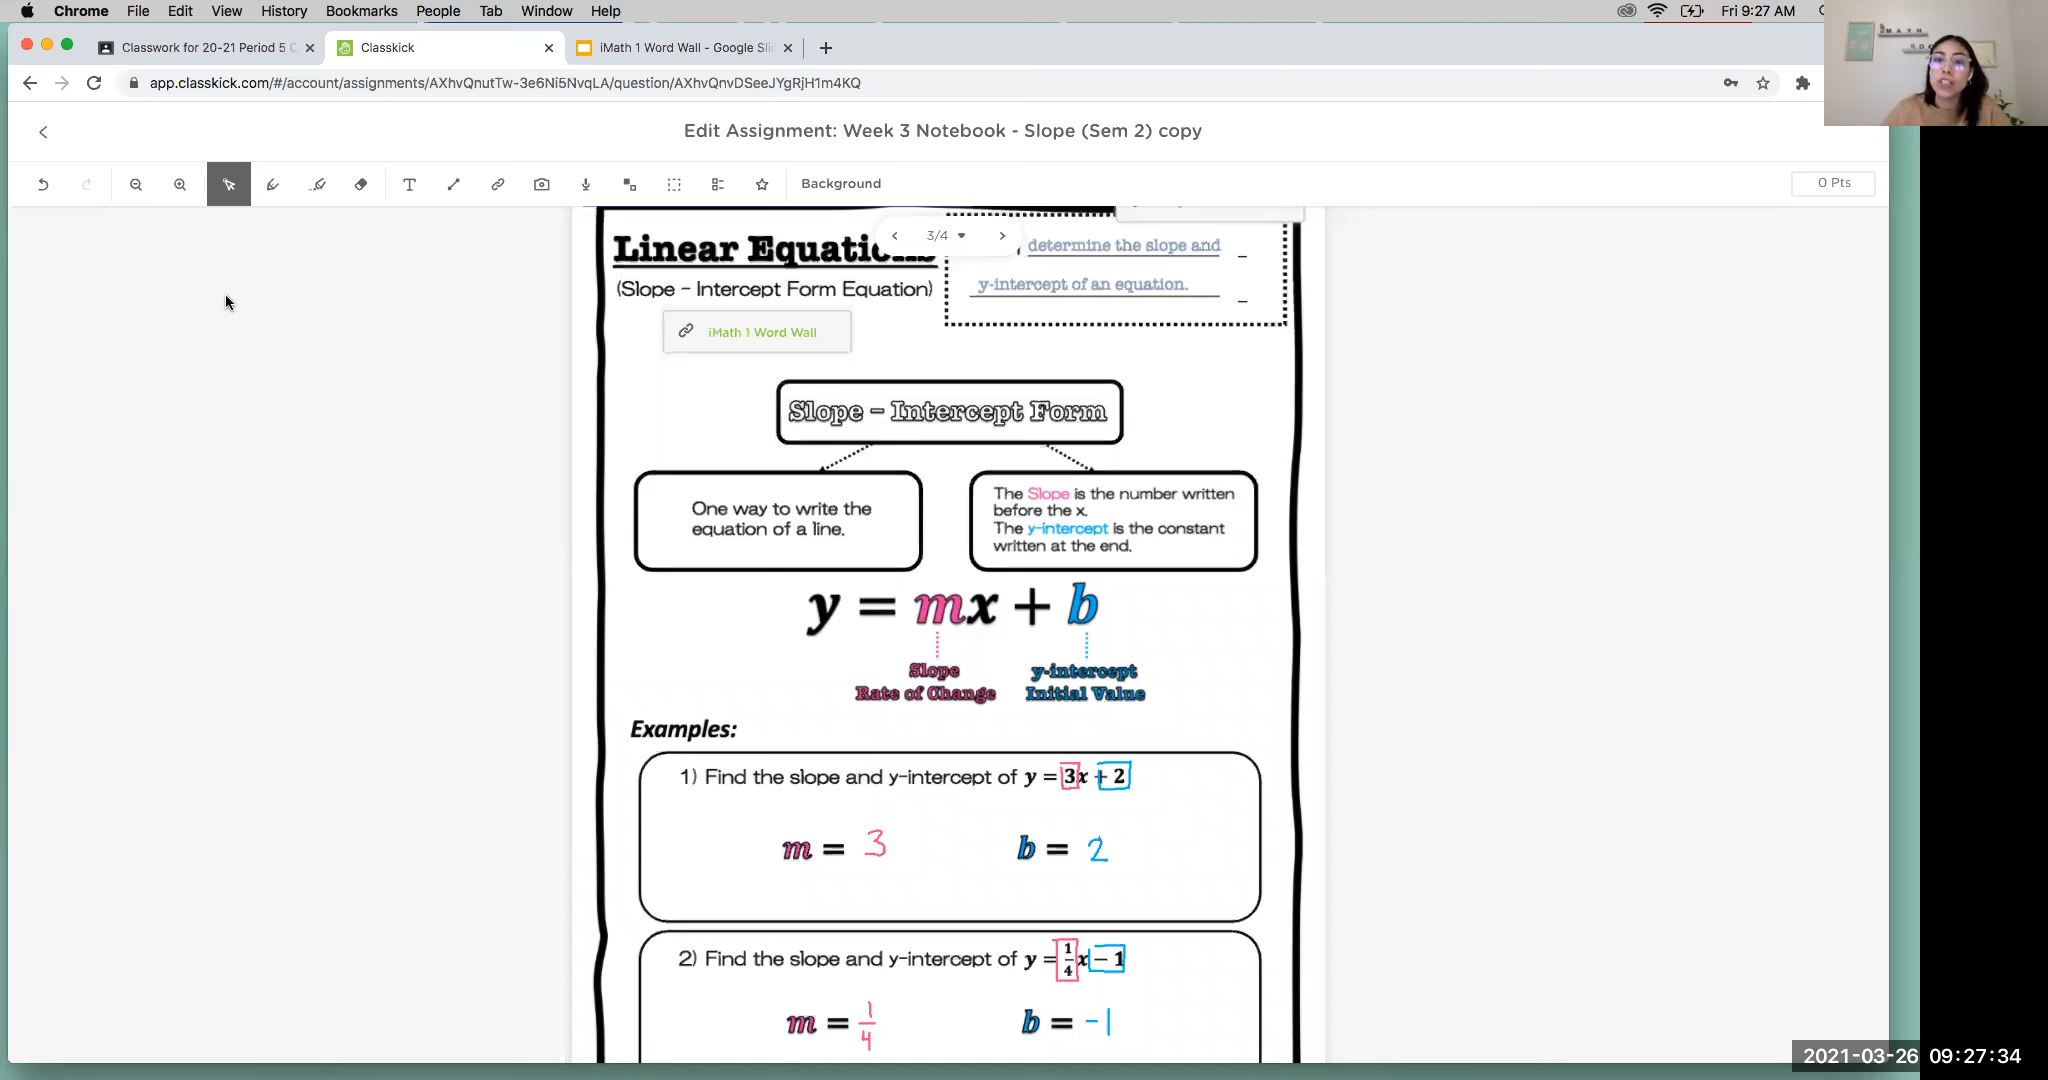 Chrome File Edit View History Bookmarks People Tab Window Help Fri 9:27 AM
Classwork for 20-21 Period 5 Classkick iMath 1 Word Wall - Google Sli
app.classkick.com/#/account/assignments/AXhvQnutTw-3e6Ni5NvqLA/question/AXhvQnvDSeeJYgRjH1m4KQ
Edit Assignment: Week 3 Notebook - Slope (Sem 2) copy
Background 0 Pts
3/4
Linear Equations
determine the slope and
y-intercept of an equation.
(Slope - Intercept Form Equation)
iMath 1 Word Wall
Slope - Intercept Form
One way to write the
equation of a line.
The Slope is the number written
before the x.
The y-intercept is the constant
written at the end.
y = mx + b
Slope y-intercept
Rate of Change Initial Value
Examples:
1) Find the slope and y-intercept of y = 3x + 2
m = 3 b = 2
2) Find the slope and y-intercept of y = 1/4 x - 1
m = 1/4 b = -1
2021-03-26 09:27:34